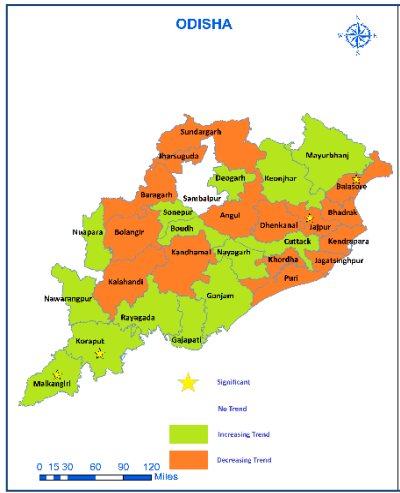 ODISHA
N
W E
S
Sundargarh
Jharsuguda
Mayurbhanj
Deogarh
Keonjhar
Balasore
Baragarh
Sambalpur
Sonepur
Angul
Bhadrak
Dhenkanal
Jajpur
Nuapara
Bolangir
Boudh
Cuttack
Kendrapara
Kandhamal
Nayagarh
Khordha
Jagatsinghpur
Kalahandi
Puri
Nawarangpur
Ganjam
Rayagada
Koraput
Gajapati
Malkangiri
Significant
No Trend
Increasing Trend
Decreasing Trend
0 15 30 60 90 120
Miles